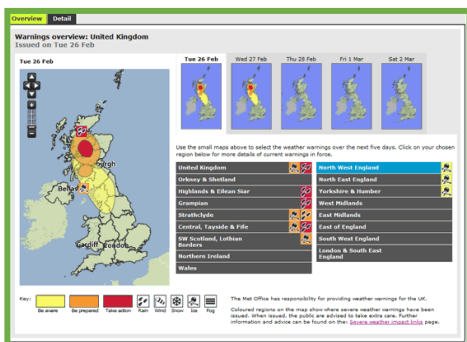 Overview Detail
Warnings overview: United Kingdom
Issued on Tue 26 Feb
Tue 26 Feb
Tue 26 Feb Wed 27 Feb Thu 28 Feb Fri 1 Mar Sat 2 Mar
Use the small maps above to select the weather warnings over the next five days. Click on your chosen
region below for more details of current warnings in force.
United Kingdom
Orkney & Shetland
Highlands & Eilean Siar
Grampian
Strathclyde
Central, Tayside & Fife
SW Scotland, Lothian
Borders
Northern Ireland
Wales
North West England
North East England
Yorkshire & Humber
West Midlands
East Midlands
East of England
South West England
London & South East
England
Cardiff London
Key:
Be aware Be prepared Take action Rain Wind Snow Ice Fog
The Met Office has responsibility for providing weather warnings for the UK.
Coloured regions on the map show where severe weather warnings have been
issued. When issued, the public are advised to take extra care. Further
information and advice can be found on the: Severe weather impact links page.